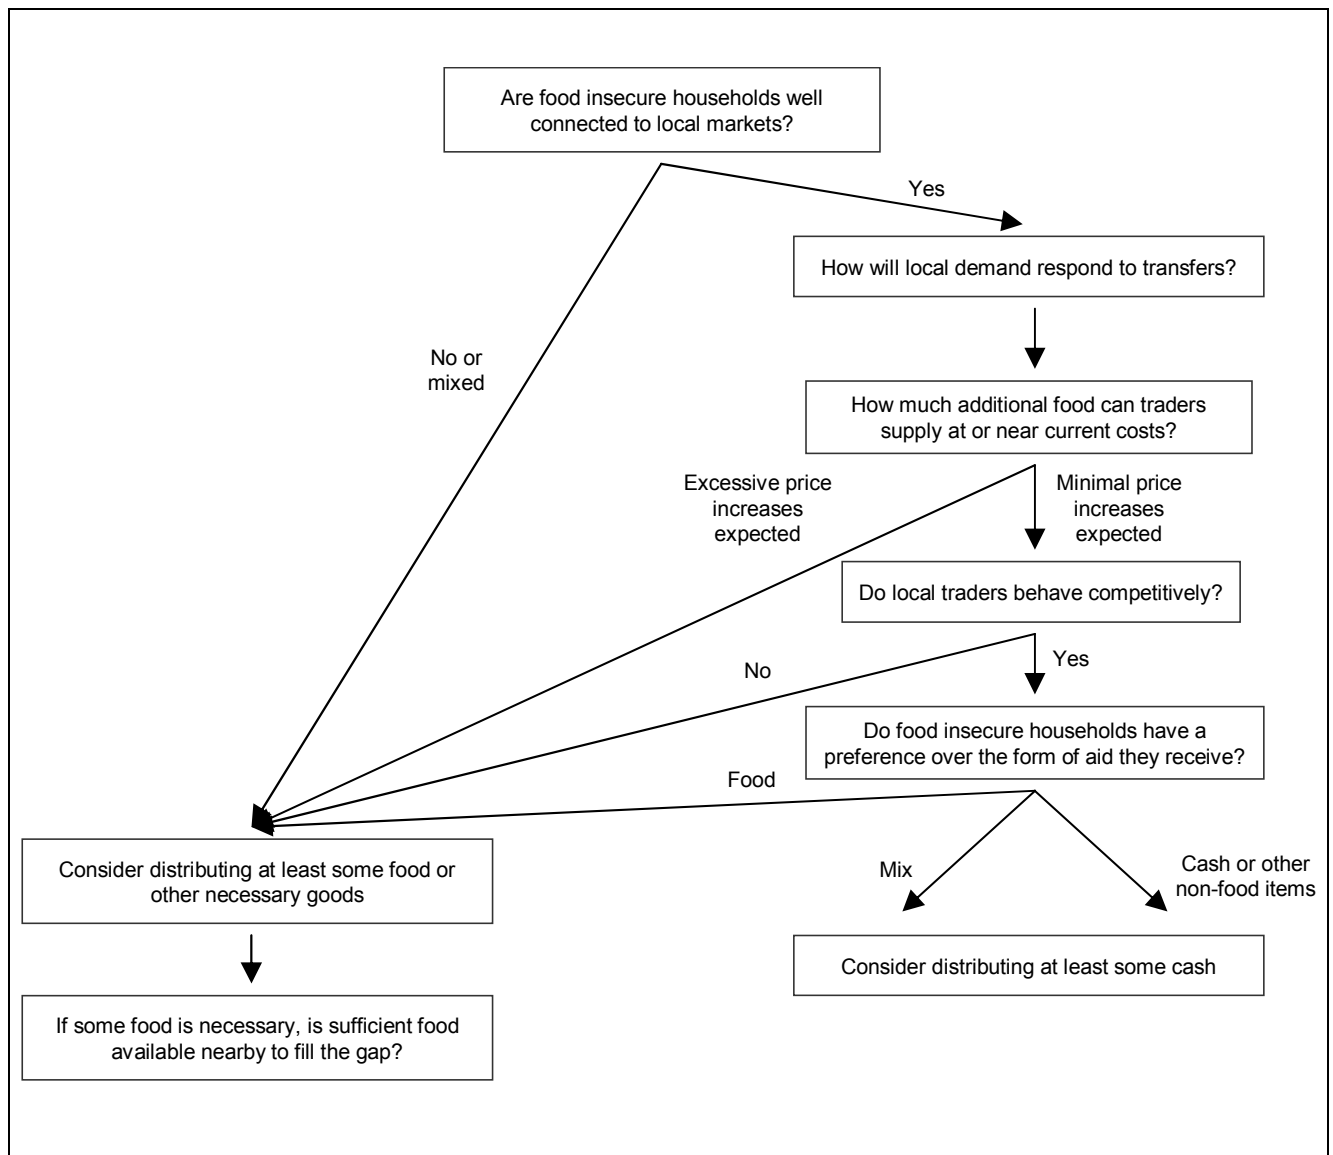 Are food insecure households well
connected to local markets?
Yes
How will local demand respond to transfers?
No or
mixed
How much additional food can traders
supply at or near current costs?
Excessive price
increases
expected
Minimal price
increases
expected
Do local traders behave competitively?
No
Yes
Do food insecure households have a
preference over the form of aid they receive?
Food
Mix
Cash or other
non-food items
Consider distributing at least some food or
other necessary goods
Consider distributing at least some cash
If some food is necessary, is sufficient food
available nearby to fill the gap?